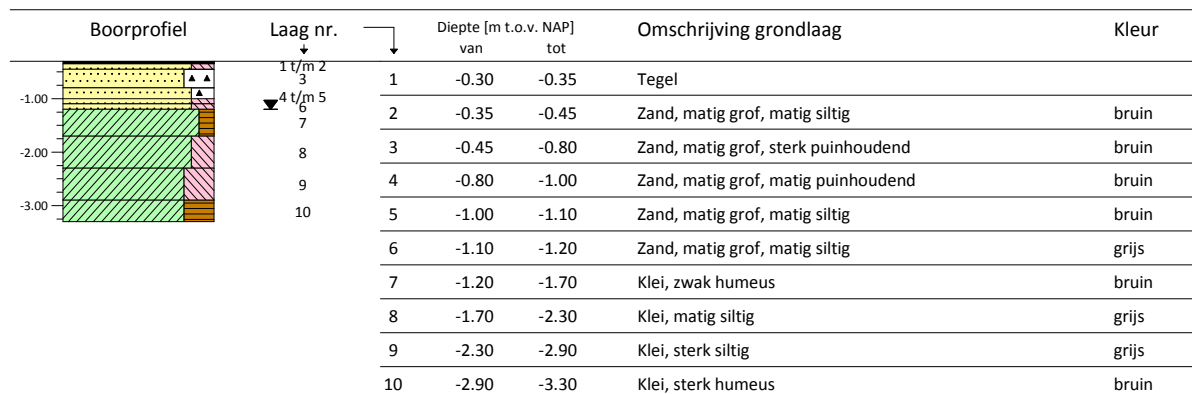 Boorprofiel Laag nr. Diepte [m t.o.v. NAP] Omschrijving grondlaag Kleur
van tot
1 t/m 2
3
4 t/m 5
6
7
8
9
10
-1.00
-2.00
-3.00
1 -0.30 -0.35 Tegel
2 -0.35 -0.45 Zand, matig grof, matig siltig bruin
3 -0.45 -0.80 Zand, matig grof, sterk puinhoudend bruin
4 -0.80 -1.00 Zand, matig grof, matig puinhoudend bruin
5 -1.00 -1.10 Zand, matig grof, matig siltig bruin
6 -1.10 -1.20 Zand, matig grof, matig siltig grijs
7 -1.20 -1.70 Klei, zwak humeus bruin
8 -1.70 -2.30 Klei, matig siltig grijs
9 -2.30 -2.90 Klei, sterk siltig grijs
10 -2.90 -3.30 Klei, sterk humeus bruin